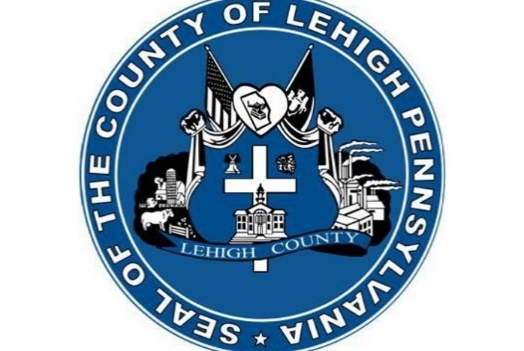 SEAL OF THE COUNTY OF LEHIGH PENNSYLVANIA
LEHIGH COUNTY